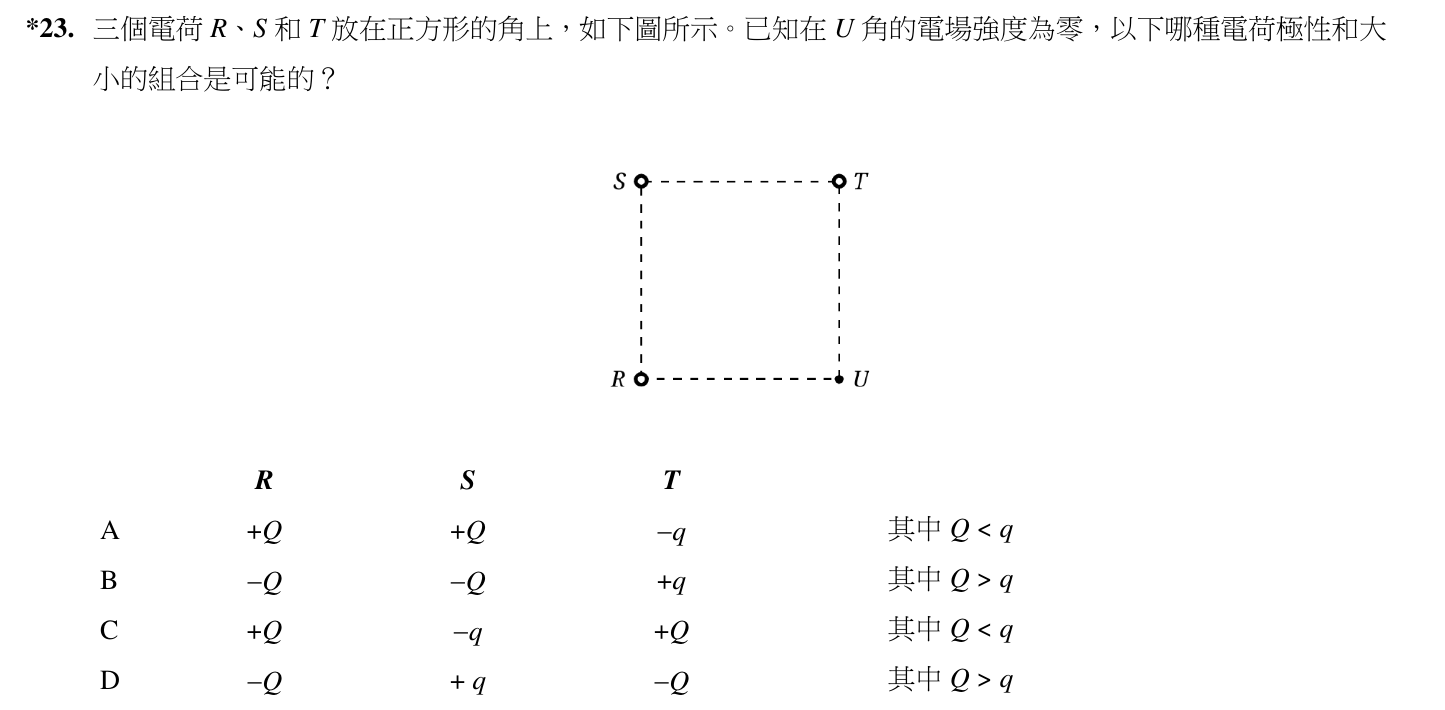 *23. 三個電荷 R、S 和 T 放在正方形的角上，如下圖所示。已知在 U 角的電場強度為零，以下哪種電荷極性和大
小的組合是可能的？
S T
R U
R S T
A +Q +Q –q 其中 Q < q
B –Q –Q +q 其中 Q > q
C +Q –q +Q 其中 Q < q
D –Q + q –Q 其中 Q > q